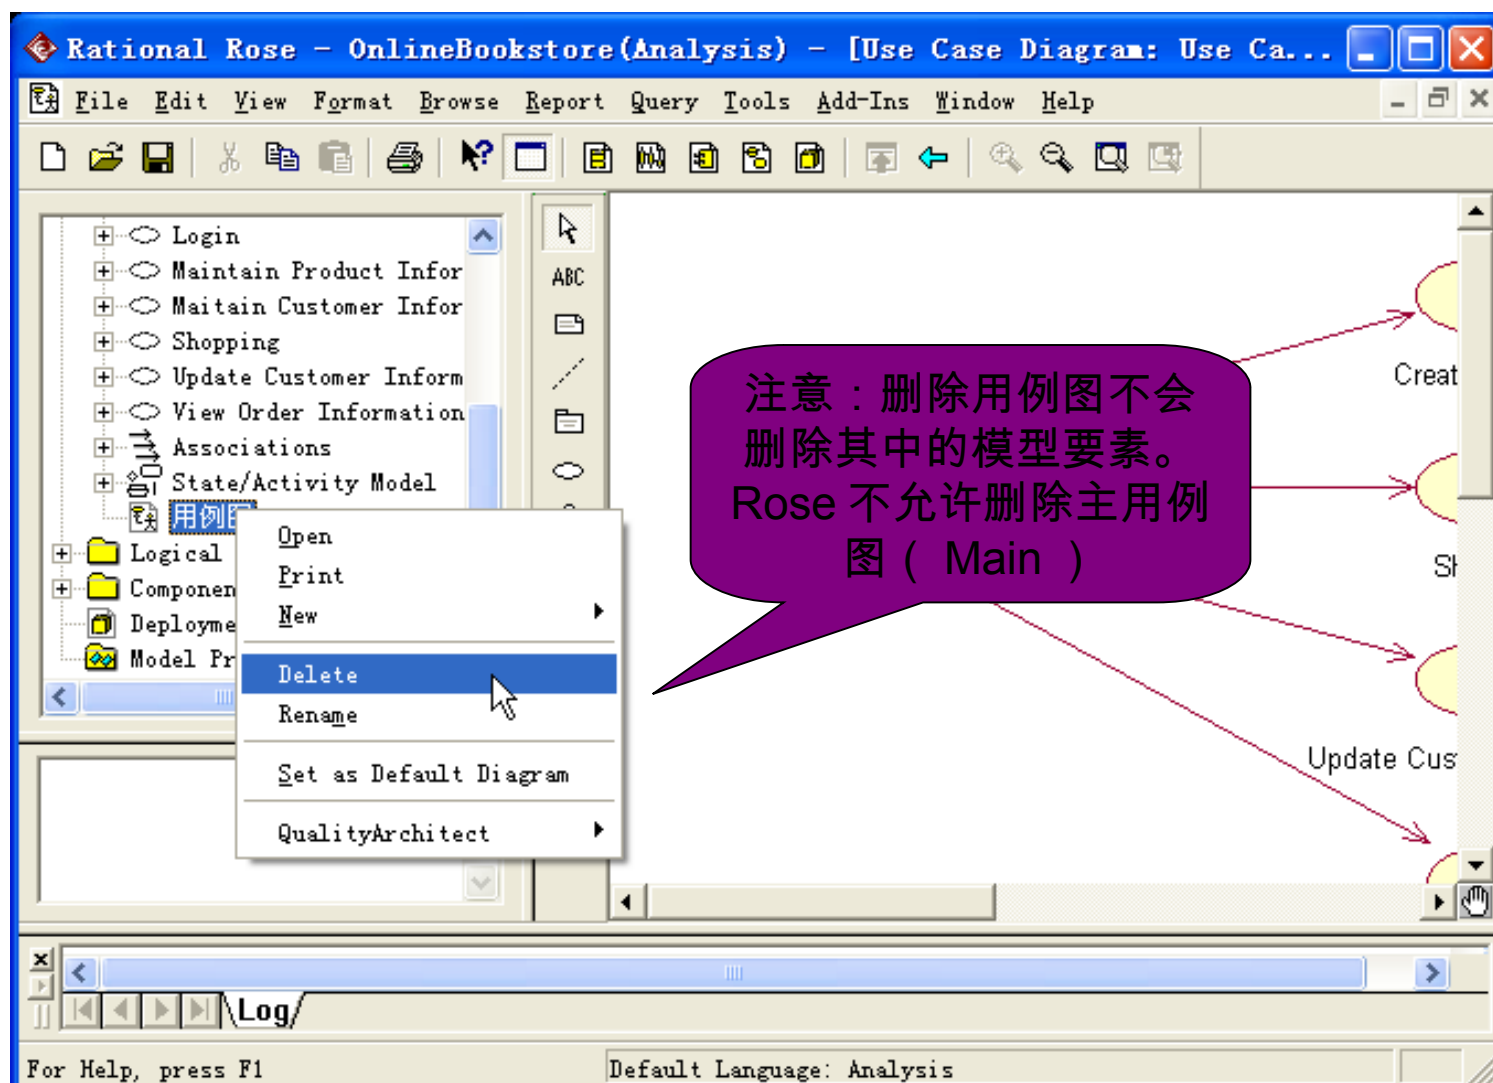 Rational Rose - OnlineBookstore(Analysis) - [Use Case Diagram: Use Ca...
File Edit View Format Browse Report Query Tools Add-Ins Window Help
Login
Maintain Product Infor
Maitain Customer Infor
Shopping
Update Customer Inform
View Order Information
Associations
State/Activity Model
用例图
Logical
Componen
Deployme
Model Pr
ABC
Open
Print
New
Delete
Rename
Set as Default Diagram
QualityArchitect
注意：删除用例图不会
删除其中的模型要素。
Rose 不允许删除主用例
图（ Main ）
Creat
Sh
Update Cus
Log
For Help, press F1
Default Language: Analysis